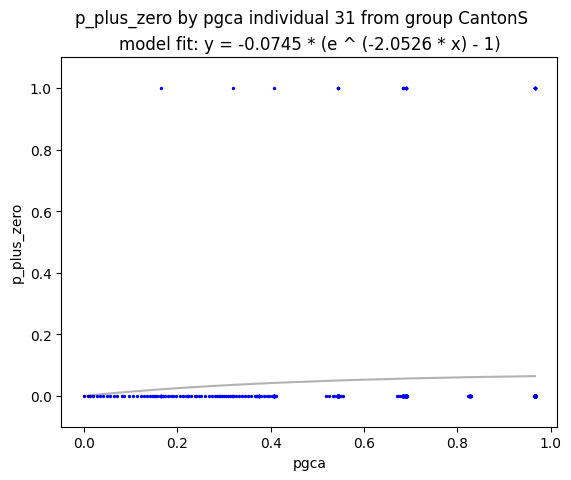 p_plus_zero by pgca individual 31 from group CantonS
model fit: y = -0.0745 * (e ^ (-2.0526 * x) - 1)
1.0
0.8
0.6
0.4
0.2
0.0
p_plus_zero
0.0 0.2 0.4 0.6 0.8 1.0
pgca